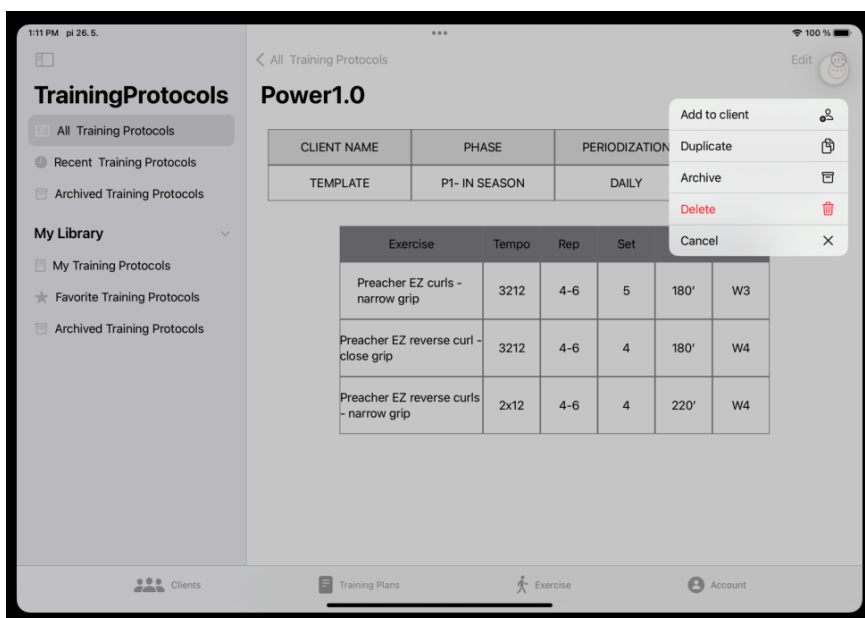 1:11 PM pi 26. 5.
100 %
All Training Protocols
Edit
TrainingProtocols
Power1.0
All Training Protocols
Recent Training Protocols
Archived Training Protocols
My Library
My Training Protocols
Favorite Training Protocols
Archived Training Protocols
Add to client
Duplicate
Archive
Delete
Cancel
CLIENT NAME PHASE PERIODIZATION
TEMPLATE P1- IN SEASON DAILY
Exercise Tempo Rep Set
Preacher EZ curls -
narrow grip
3212 4-6 5 180′ W3
Preacher EZ reverse curl -
close grip
3212 4-6 4 180′ W4
Preacher EZ reverse curls
- narrow grip
2x12 4-6 4 220′ W4
Clients Training Plans Exercise Account